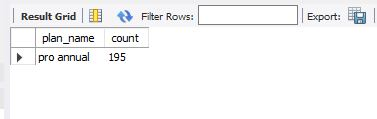 Result Grid Filter Rows: Export:
plan_name count
pro annual 195